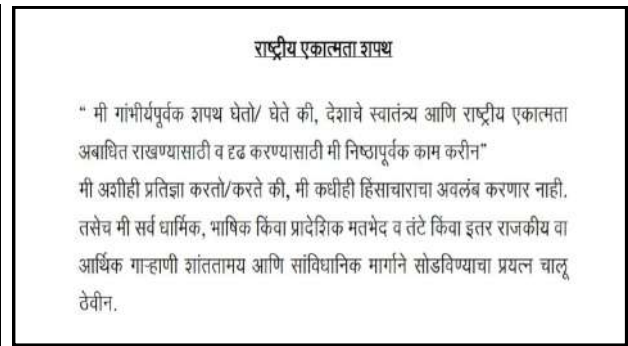 राष्ट्रीय एकात्मता शपथ
“ मी गांभीर्यपूर्वक शपथ घेतो/ घेते की, देशाचे स्वातंत्र्य आणि राष्ट्रीय एकात्मता
अबाधित राखण्यासाठी व दृढ करण्यासाठी मी निष्ठापूर्वक काम करीन”
मी अशीही प्रतिज्ञा करतो/करते की, मी कधीही हिंसाचाराचा अवलंब करणार नाही.
तसेच मी सर्व धार्मिक, भाषिक किंवा प्रादेशिक मतभेद व तंटे किंवा इतर राजकीय वा
आर्थिक गाऱ्हाणी शांततामय आणि सांविधानिक मार्गाने सोडविण्याचा प्रयत्न चालू
ठेवीन.